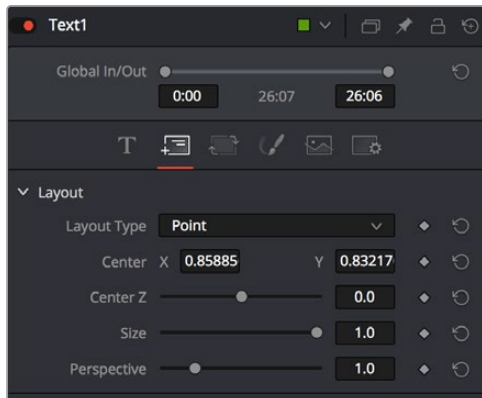 Text1
Global In/Out
0:00 26:07 26:06
T
Layout
Layout Type Point
Center X 0.85885 Y 0.83217
Center Z 0.0
Size 1.0
Perspective 1.0